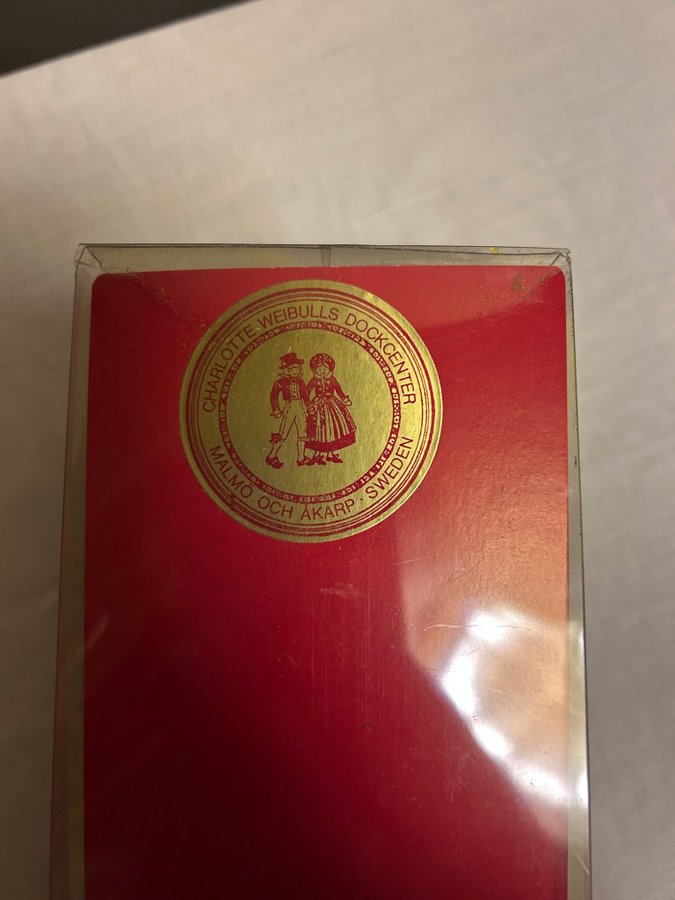 CHARLOTTE WEIBULLS DOCKCENTER
MALMÖ OCH ÅKARP · SWEDEN